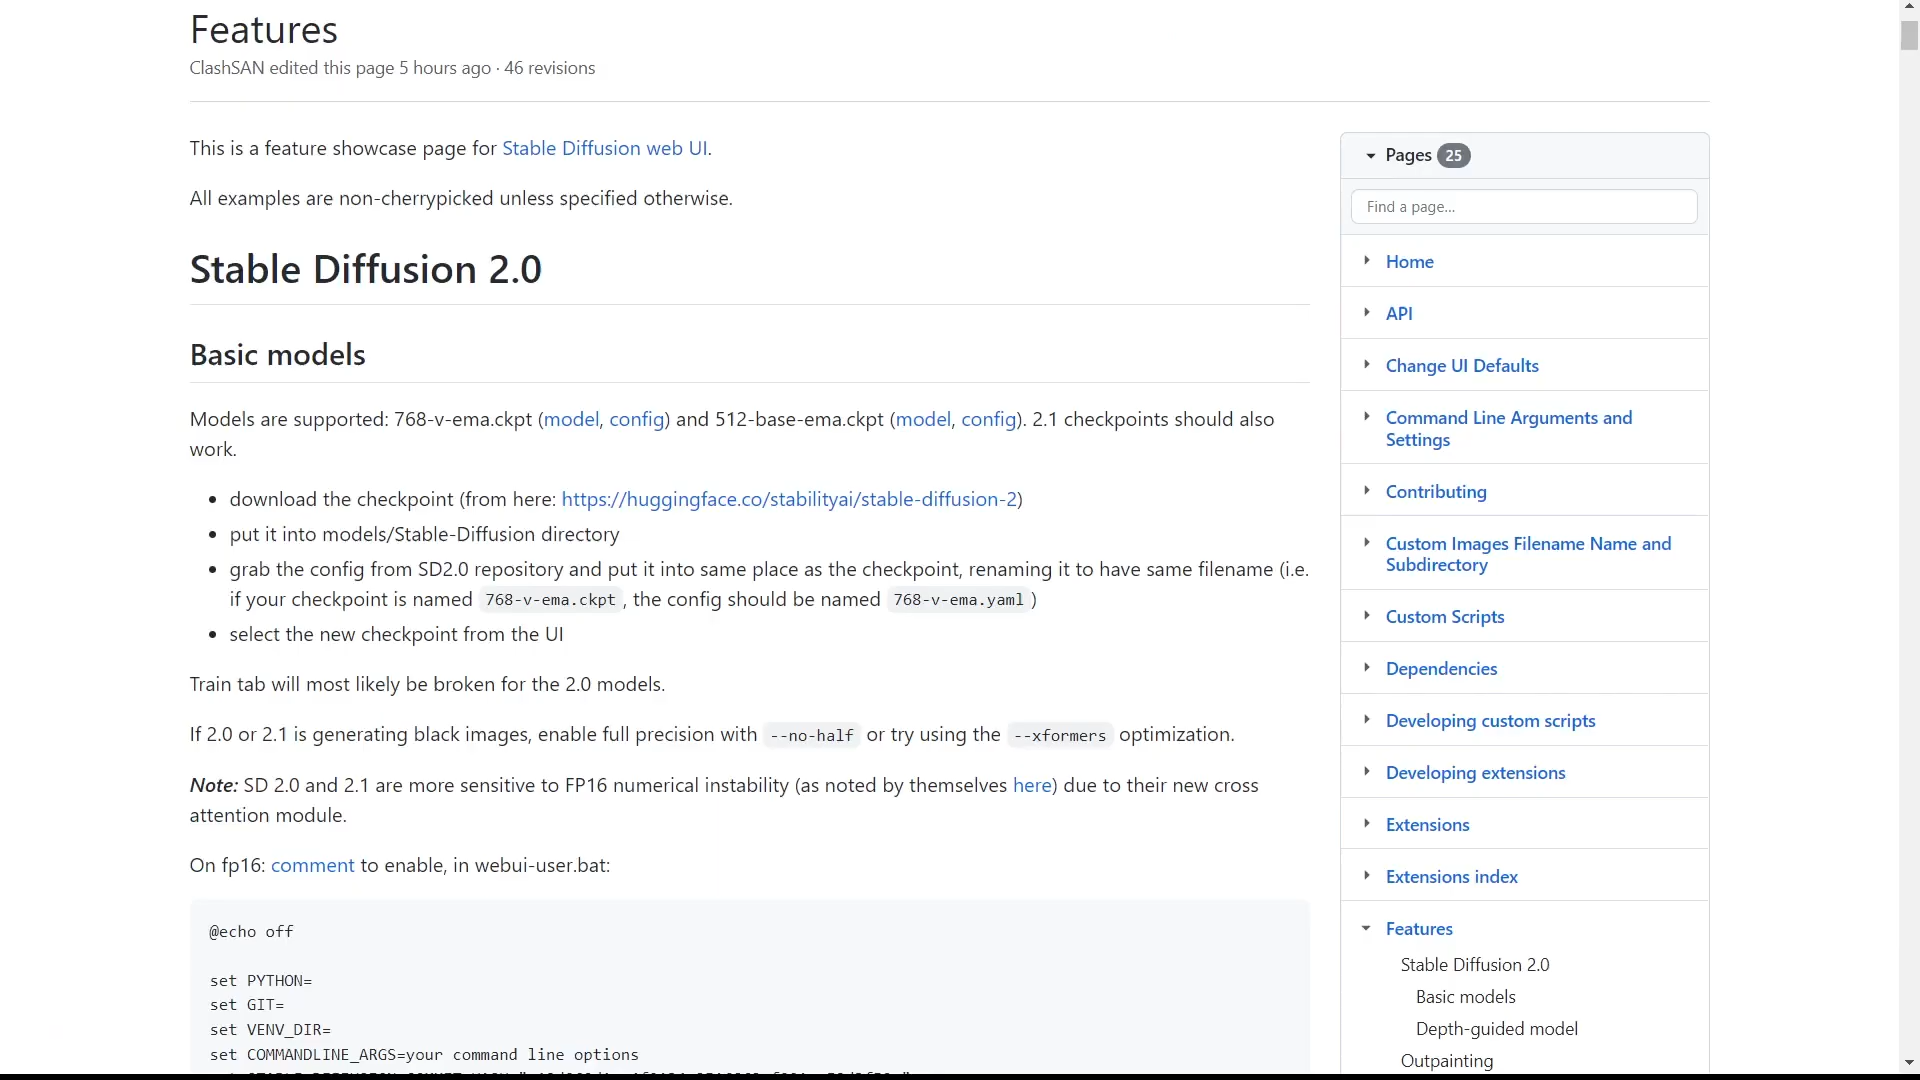 Features
ClashSAN edited this page 5 hours ago · 46 revisions
This is a feature showcase page for Stable Diffusion web UI.
All examples are non-cherrypicked unless specified otherwise.
Stable Diffusion 2.0
Basic models
Models are supported: 768-v-ema.ckpt (model, config) and 512-base-ema.ckpt (model, config). 2.1 checkpoints should also
work.
• download the checkpoint (from here: https://huggingface.co/stabilityai/stable-diffusion-2)
• put it into models/Stable-Diffusion directory
• grab the config from SD2.0 repository and put it into same place as the checkpoint, renaming it to have same filename (i.e.
if your checkpoint is named 768-v-ema.ckpt , the config should be named 768-v-ema.yaml )
• select the new checkpoint from the UI
Train tab will most likely be broken for the 2.0 models.
If 2.0 or 2.1 is generating black images, enable full precision with --no-half or try using the --xformers optimization.
Note: SD 2.0 and 2.1 are more sensitive to FP16 numerical instability (as noted by themselves here) due to their new cross
attention module.
On fp16: comment to enable, in webui-user.bat:
@echo off
set PYTHON=
set GIT=
set VENV_DIR=
set COMMANDLINE_ARGS=your command line options
Pages 25
Find a page...
Home
API
Change UI Defaults
Command Line Arguments and
Settings
Contributing
Custom Images Filename Name and
Subdirectory
Custom Scripts
Dependencies
Developing custom scripts
Developing extensions
Extensions
Extensions index
Features
Stable Diffusion 2.0
Basic models
Depth-guided model
Outpainting